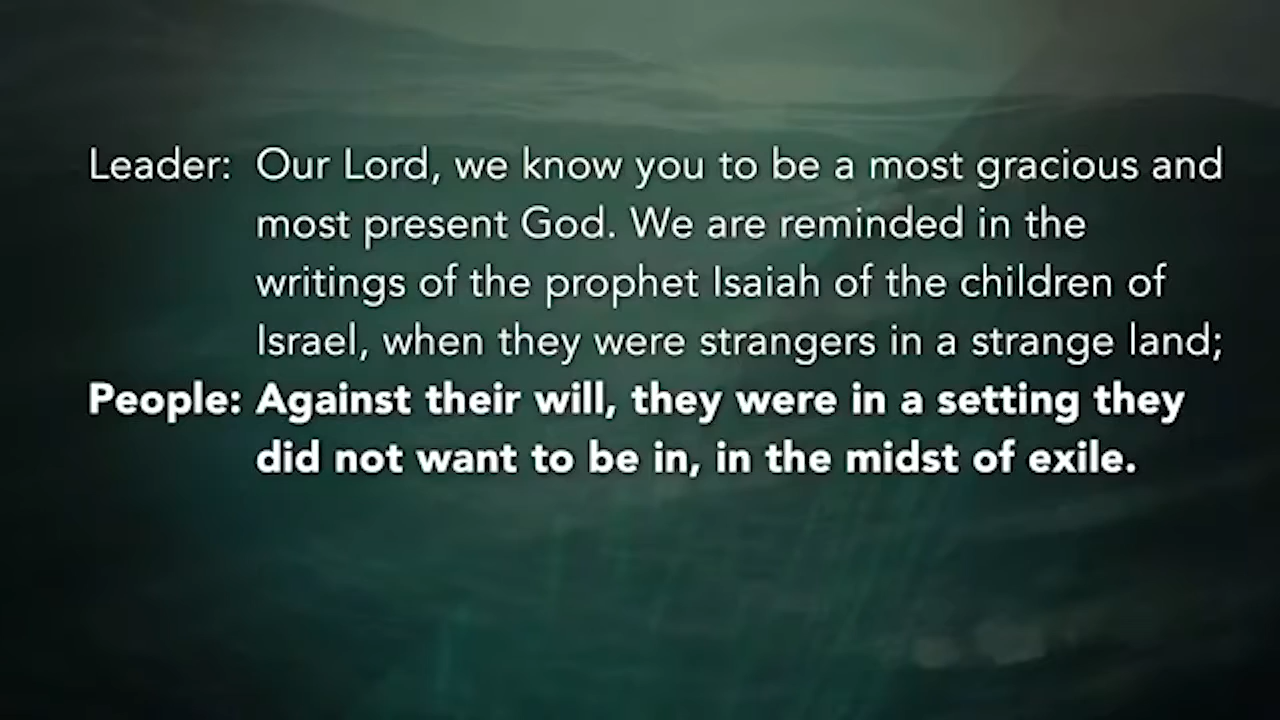 Leader: Our Lord, we know you to be a most gracious and
most present God. We are reminded in the
writings of the prophet Isaiah of the children of
Israel, when they were strangers in a strange land;
People: Against their will, they were in a setting they
did not want to be in, in the midst of exile.